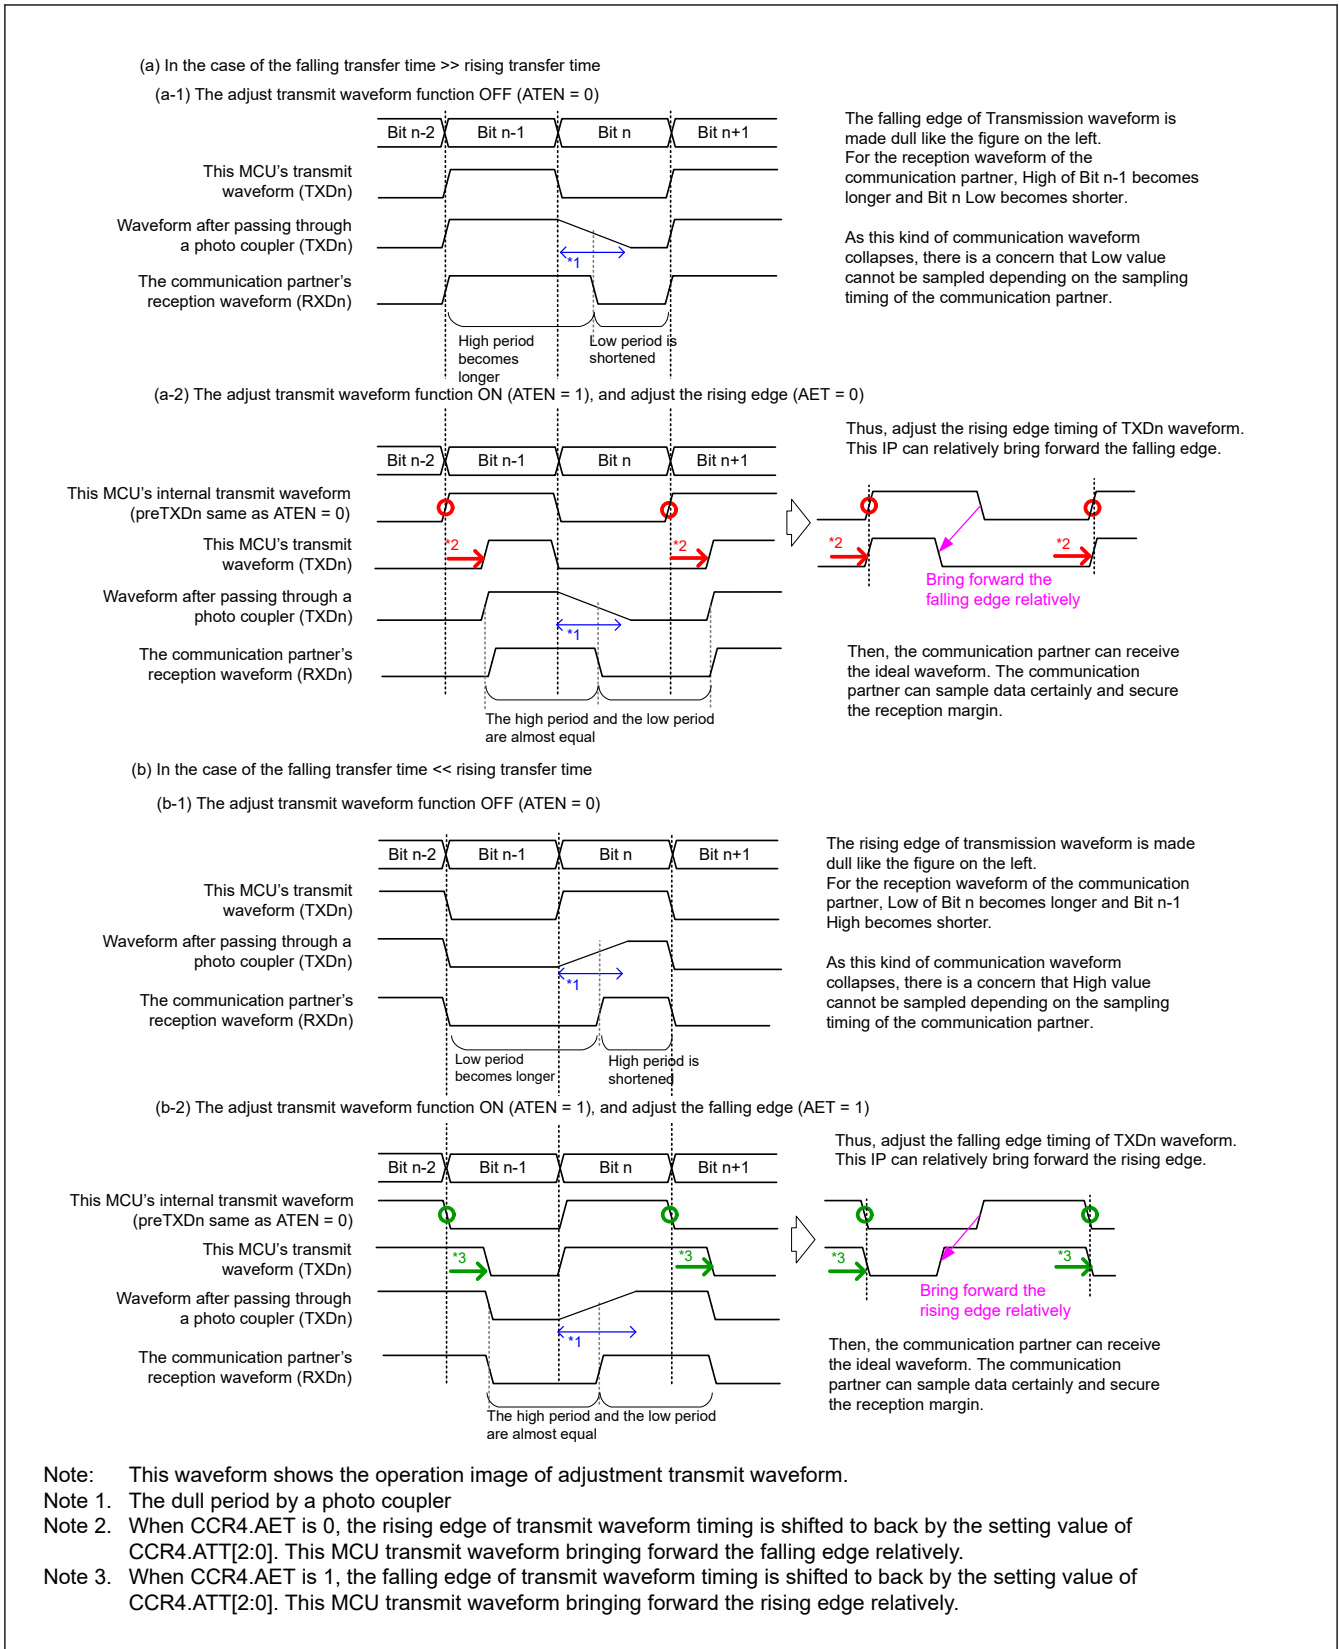 (a) In the case of the falling transfer time >> rising transfer time
(a-1) The adjust transmit waveform function OFF (ATEN = 0)
Bit n-2 Bit n-1 Bit n Bit n+1
This MCU's transmit
waveform (TXDn)
Waveform after passing through
a photo coupler (TXDn)
*1
The communication partner's
reception waveform (RXDn)
High period
becomes
longer
Low period is
shortened
The falling edge of Transmission waveform is
made dull like the figure on the left.
For the reception waveform of the
communication partner, High of Bit n-1 becomes
longer and Bit n Low becomes shorter.
As this kind of communication waveform
collapses, there is a concern that Low value
cannot be sampled depending on the sampling
timing of the communication partner.
(a-2) The adjust transmit waveform function ON (ATEN = 1), and adjust the rising edge (AET = 0)
Bit n-2 Bit n-1 Bit n Bit n+1
This MCU's internal transmit waveform
(preTXDn same as ATEN = 0)
This MCU's transmit
waveform (TXDn)
*2 *2
Waveform after passing through a
photo coupler (TXDn)
*1
The communication partner's
reception waveform (RXDn)
The high period and the low period
are almost equal
Thus, adjust the rising edge timing of TXDn waveform.
This IP can relatively bring forward the falling edge.
*2 *2
Bring forward the
falling edge relatively
Then, the communication partner can receive
the ideal waveform. The communication
partner can sample data certainly and secure
the reception margin.
(b) In the case of the falling transfer time << rising transfer time
(b-1) The adjust transmit waveform function OFF (ATEN = 0)
Bit n-2 Bit n-1 Bit n Bit n+1
This MCU's transmit
waveform (TXDn)
Waveform after passing through a
photo coupler (TXDn)
*1
The communication partner's
reception waveform (RXDn)
Low period
becomes longer
High period is
shortened
The rising edge of transmission waveform is made
dull like the figure on the left.
For the reception waveform of the communication
partner, Low of Bit n becomes longer and Bit n-1
High becomes shorter.
As this kind of communication waveform
collapses, there is a concern that High value
cannot be sampled depending on the sampling
timing of the communication partner.
(b-2) The adjust transmit waveform function ON (ATEN = 1), and adjust the falling edge (AET = 1)
Bit n-2 Bit n-1 Bit n Bit n+1
This MCU's internal transmit waveform
(preTXDn same as ATEN = 0)
This MCU's transmit
waveform (TXDn)
*3 *3
Waveform after passing through
a photo coupler (TXDn)
*1
The communication partner's
reception waveform (RXDn)
The high period and the low period
are almost equal
Thus, adjust the falling edge timing of TXDn waveform.
This IP can relatively bring forward the rising edge.
*3 *3
Bring forward the
rising edge relatively
Then, the communication partner can receive
the ideal waveform. The communication
partner can sample data certainly and secure
the reception margin.
Note: This waveform shows the operation image of adjustment transmit waveform.
Note 1. The dull period by a photo coupler
Note 2. When CCR4.AET is 0, the rising edge of transmit waveform timing is shifted to back by the setting value of
CCR4.ATT[2:0]. This MCU transmit waveform bringing forward the falling edge relatively.
Note 3. When CCR4.AET is 1, the falling edge of transmit waveform timing is shifted to back by the setting value of
CCR4.ATT[2:0]. This MCU transmit waveform bringing forward the rising edge relatively.